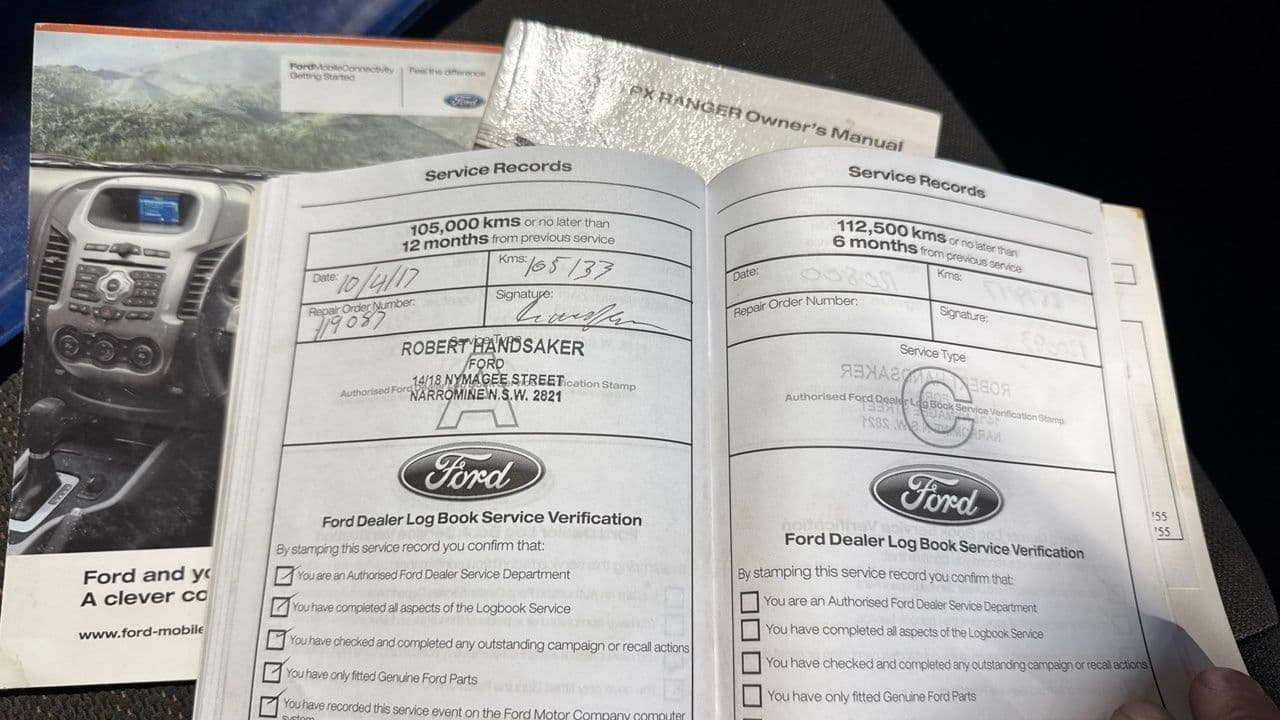 FordMobileConnectivity
Getting Started
Feel the difference
Ford
PX RANGER Owner's Manual
Ford and yo
A clever co
www.ford-mobile
Service Records
105,000 kms or no later than
12 months from previous service
Date: 10/4/17
Kms: 105133
Repair Order Number:
119087
Signature:
Service Type
A
ROBERT HANDSAKER
FORD
14/18 NYMAGEE STREET
NARROMINE N.S.W. 2821
Authorised Ford ification Stamp
Ford
Ford Dealer Log Book Service Verification
By stamping this service record you confirm that:
You are an Authorised Ford Dealer Service Department
You have completed all aspects of the Logbook Service
You have checked and completed any outstanding campaign or recall actions
You have only fitted Genuine Ford Parts
You have recorded this service event on the Ford Motor Company computer
system
Service Records
112,500 kms or no later than
6 months from previous service
Date:
Kms:
Repair Order Number:
Signature:
Service Type
C
Authorised Ford Dealer Log Book Service Verification Stamp
Ford
Ford Dealer Log Book Service Verification
By stamping this service record you confirm that:
You are an Authorised Ford Dealer Service Department
You have completed all aspects of the Logbook Service
You have checked and completed any outstanding campaign or recall actions
You have only fitted Genuine Ford Parts
'55
'55